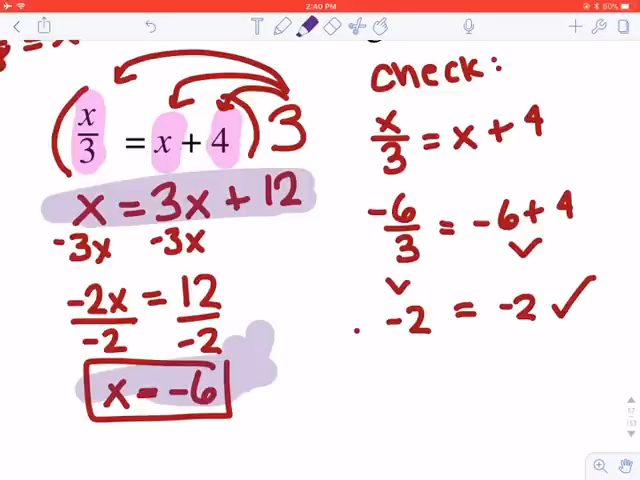 2:40 PM
50%
= x
(x/3 = x + 4) 3
x = 3x + 12
-3x -3x
-2x = 12
-2 -2
x = -6
check:
x/3 = x + 4
-6/3 = -6 + 4
-2 = -2 ✓